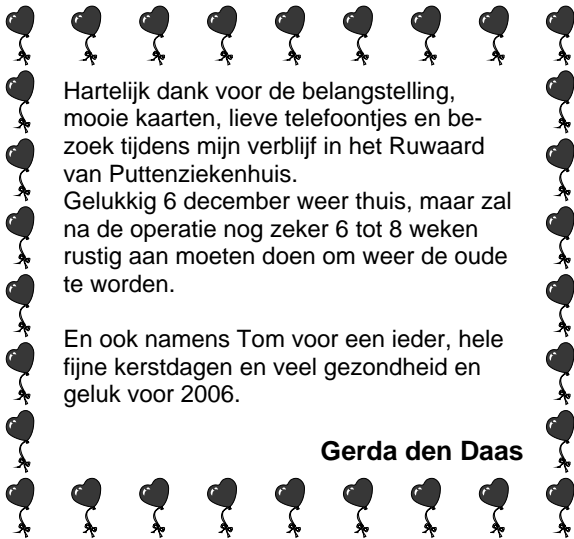 Hartelijk dank voor de belangstelling,
mooie kaarten, lieve telefoontjes en be-
zoek tijdens mijn verblijf in het Ruwaard
van Puttenziekenhuis.
Gelukkig 6 december weer thuis, maar zal
na de operatie nog zeker 6 tot 8 weken
rustig aan moeten doen om weer de oude
te worden.
En ook namens Tom voor een ieder, hele
fijne kerstdagen en veel gezondheid en
geluk voor 2006.
Gerda den Daas